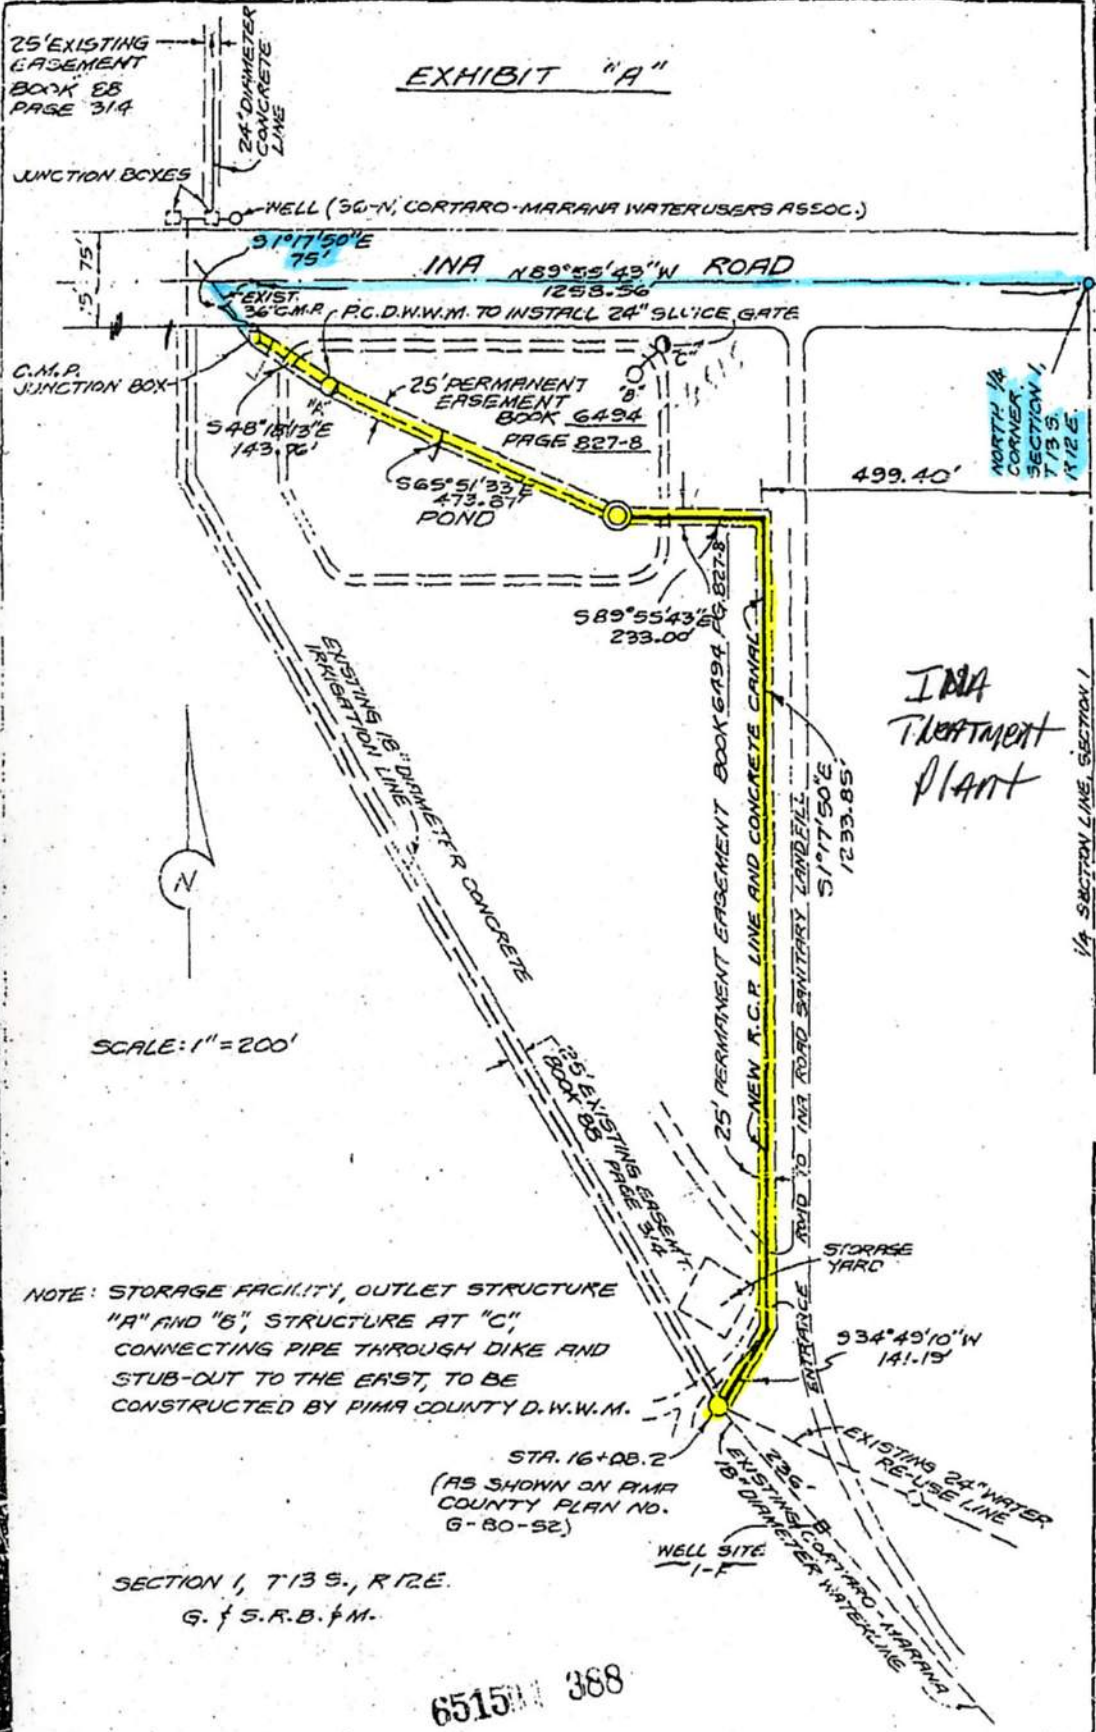 EXHIBIT "A"
25' EXISTING
EASEMENT
BOOK 88
PAGE 314
24" DIAMETER
CONCRETE
LINE
JUNCTION BOXES
WELL (36-N, CORTARO-MARANA WATER USERS ASSOC.)
S1°17'50"E
75'
75'
75'
INA ROAD
N89°55'43"W
1258.56'
EXIST.
36" C.M.P.
P.C.D.W.W.M. TO INSTALL 24" SLUICE GATE
C.M.P.
JUNCTION BOX
"A"
"B"
"C"
25' PERMANENT
EASEMENT
BOOK 6494
PAGE 827-8
S48°18'13"E
143.76'
S65°51'33"E
473.87'
POND
499.40'
NORTH 1/4
CORNER,
SECTION 1,
T13S.
R12E.
S89°55'43"E
233.00'
25' PERMANENT EASEMENT BOOK 6494 PG. 827-8
NEW R.C.P. LINE AND CONCRETE CANAL
S1°17'50"E
1233.85'
ENTRANCE ROAD TO INA ROAD SANITARY LANDFILL
INA
TREATMENT
PLANT
1/4 SECTION LINE, SECTION 1
EXISTING 18" DIAMETER CONCRETE
IRRIGATION LINE
N
SCALE: 1" = 200'
25' EXISTING EASEM'T.
BOOK 88 PAGE 314
STORAGE
YARD
NOTE: STORAGE FACILITY, OUTLET STRUCTURE
"A" AND "B", STRUCTURE AT "C",
CONNECTING PIPE THROUGH DIKE AND
STUB-OUT TO THE EAST, TO BE
CONSTRUCTED BY PIMA COUNTY D.W.W.M.
S34°49'10"W
141.19'
STA. 16+08.2
(AS SHOWN ON PIMA
COUNTY PLAN NO.
G-80-52)
EXISTING 24" WATER
RE-USE LINE
236'
EXISTING CORTARO-MARANA
18" DIAMETER WATERLINE
WELL SITE
1-F
SECTION 1, T13S., R12E.
G. & S.R.B. & M.
6515 388